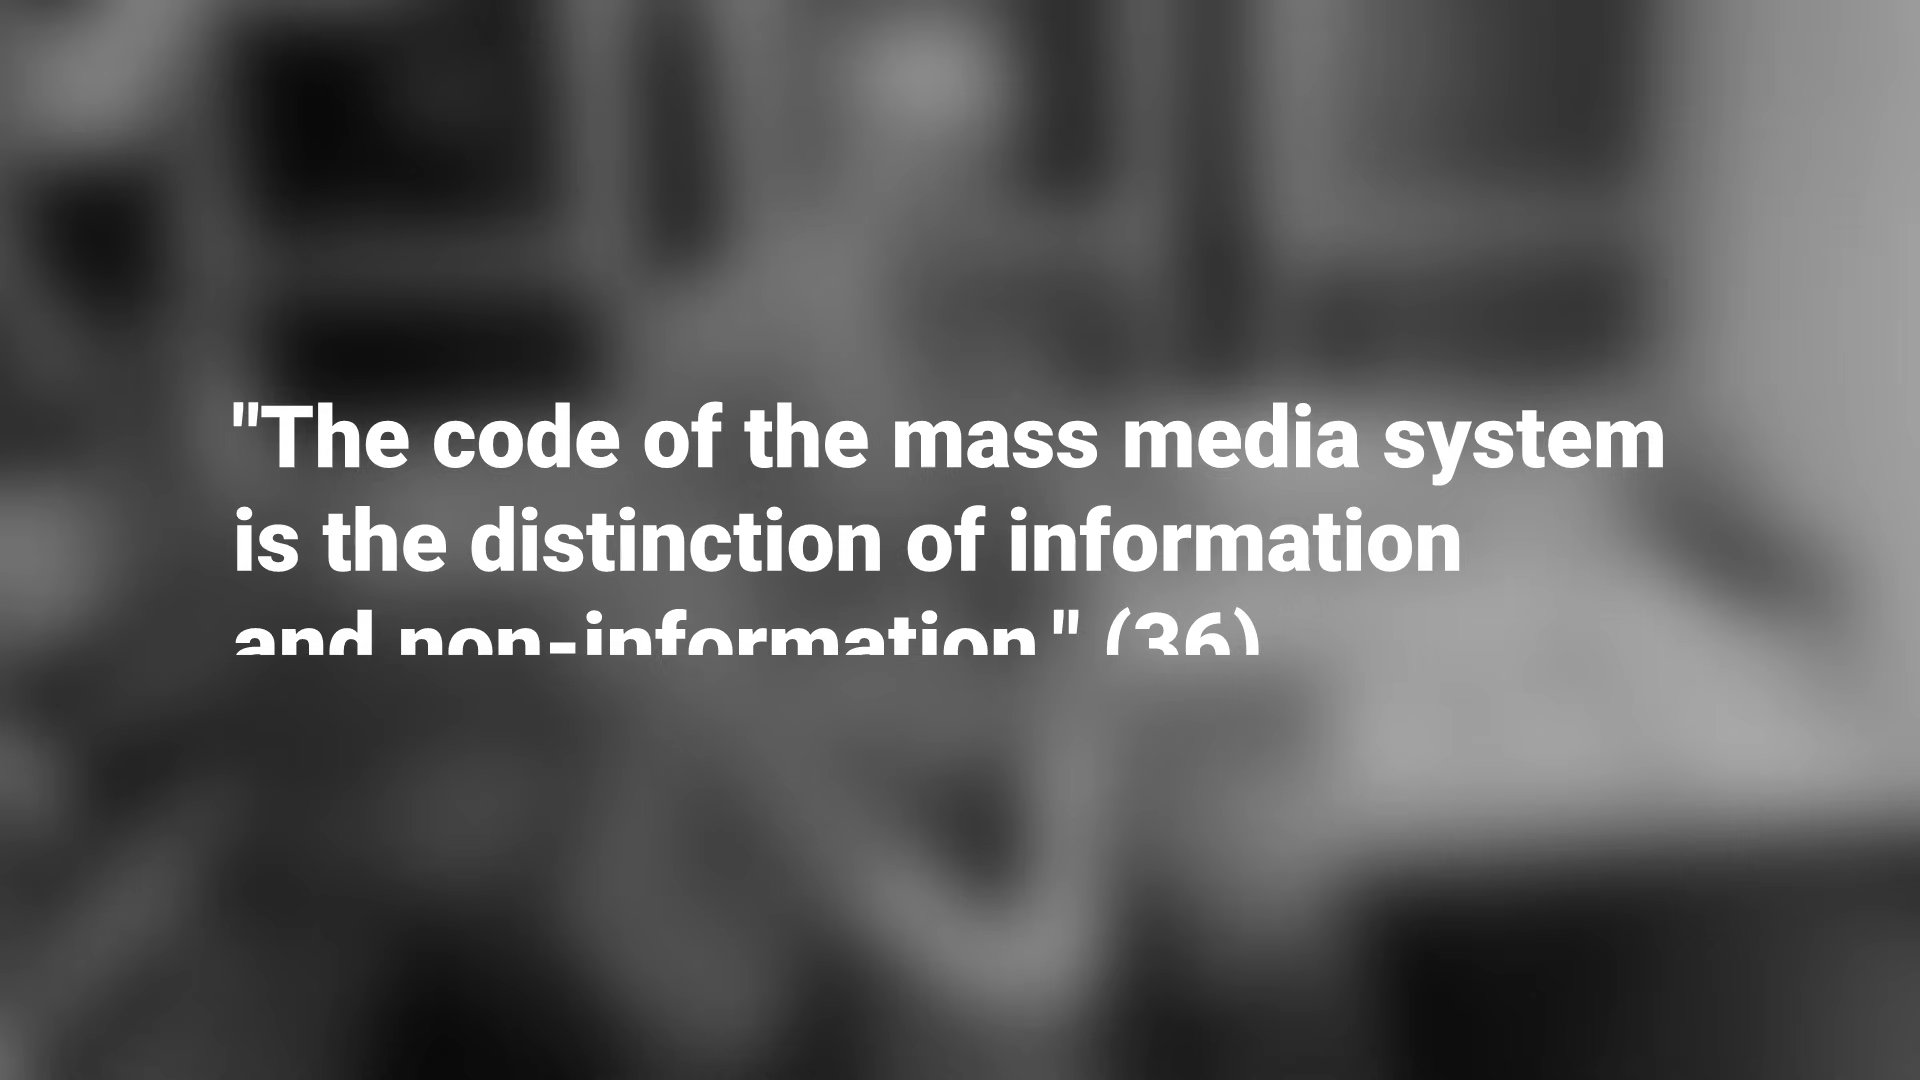 "The code of the mass media system
is the distinction of information
and non-information." (36)